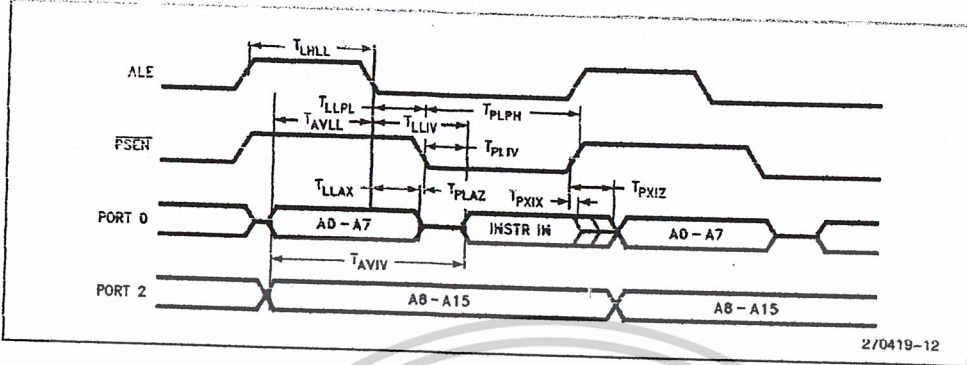 TLHLL
ALE
TLLPL
TPLPH
TAVLL
TLLIV
PSEN
TPLIV
TLLAX
TPLAZ
TPXIX
TPXIZ
PORT 0
A0-A7
INSTR IN
A0-A7
TAVIV
PORT 2
A8-A15
A8-A15
270419-12